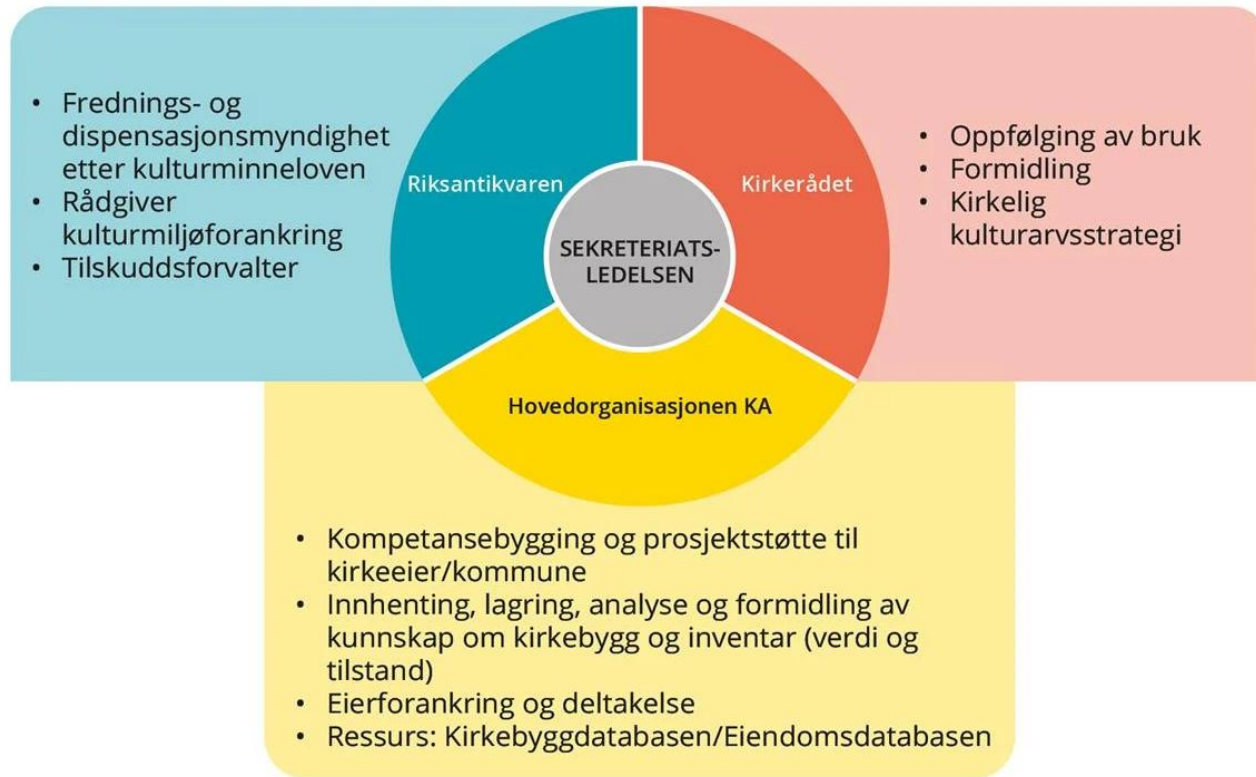 • Frednings- og
dispensasjonsmyndighet
etter kulturminneloven
• Rådgiver
kulturmiljøforankring
• Tilskuddsforvalter
Riksantikvaren
Kirkerådet
SEKRETERIATS-
LEDELSEN
Hovedorganisasjonen KA
• Oppfølging av bruk
• Formidling
• Kirkelig
kulturarvsstrategi
• Kompetansebygging og prosjektstøtte til
kirkeeier/kommune
• Innhenting, lagring, analyse og formidling av
kunnskap om kirkebygg og inventar (verdi og
tilstand)
• Eierforankring og deltakelse
• Ressurs: Kirkebyggdatabasen/Eiendomsdatabasen